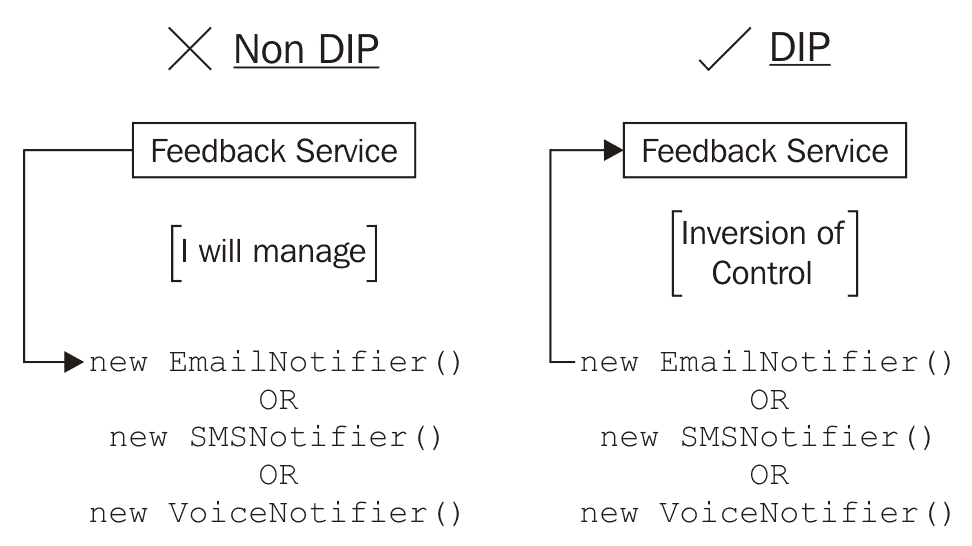 Non DIP
Feedback Service
[I will manage]
new EmailNotifier()
OR
new SMSNotifier()
OR
new VoiceNotifier()
DIP
Feedback Service
[Inversion of
Control]
new EmailNotifier()
OR
new SMSNotifier()
OR
new VoiceNotifier()